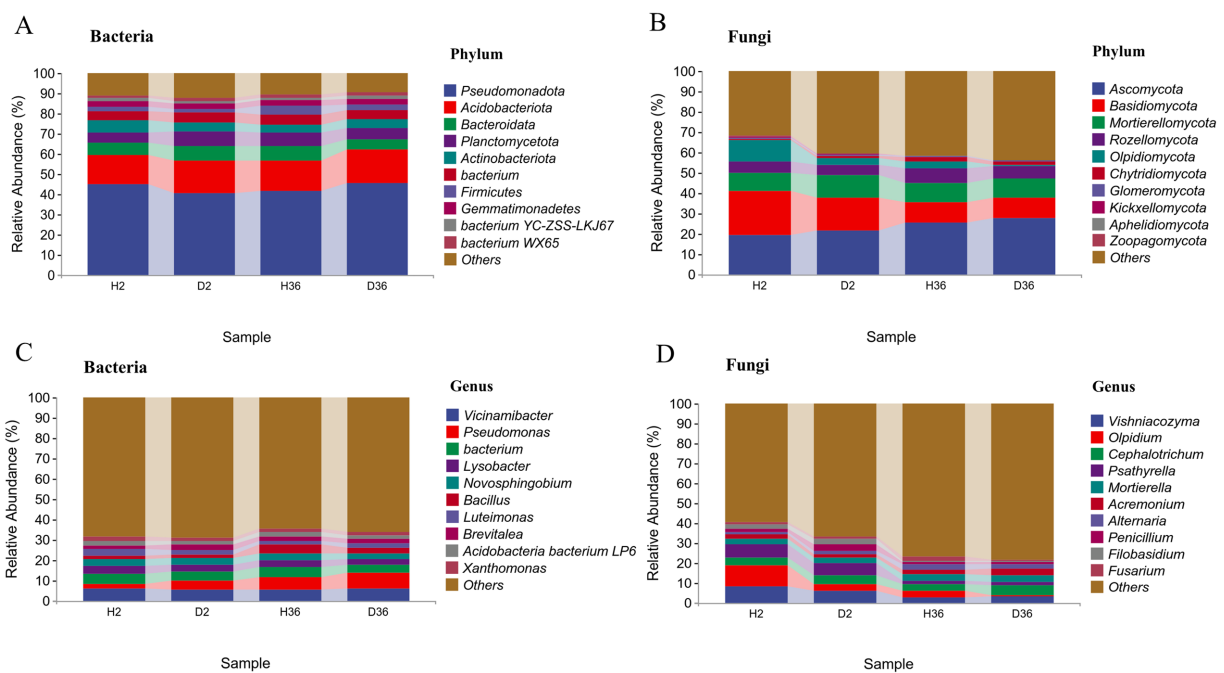 A
Bacteria
Relative Abundance (%)
100
90
80
70
60
50
40
30
20
10
0
H2
D2
H36
D36
Sample
Phylum
Pseudomonadota
Acidobacteriota
Bacteroidata
Planctomycetota
Actinobacteriota
bacterium
Firmicutes
Gemmatimonadetes
bacterium YC-ZSS-LKJ67
bacterium WX65
Others
B
Fungi
Relative Abundance (%)
100
90
80
70
60
50
40
30
20
10
0
H2
D2
H36
D36
Sample
Phylum
Ascomycota
Basidiomycota
Mortierellomycota
Rozellomycota
Olpidiomycota
Chytridiomycota
Glomeromycota
Kickxellomycota
Aphelidiomycota
Zoopagomycota
Others
C
Bacteria
Relative Abundance (%)
100
90
80
70
60
50
40
30
20
10
0
H2
D2
H36
D36
Sample
Genus
Vicinamibacter
Pseudomonas
bacterium
Lysobacter
Novosphingobium
Bacillus
Luteimonas
Brevitalea
Acidobacteria bacterium LP6
Xanthomonas
Others
D
Fungi
Relative Abundance (%)
100
90
80
70
60
50
40
30
20
10
0
H2
D2
H36
D36
Sample
Genus
Vishniacozyma
Olpidium
Cephalotrichum
Psathyrella
Mortierella
Acremonium
Alternaria
Penicillium
Filobasidium
Fusarium
Others